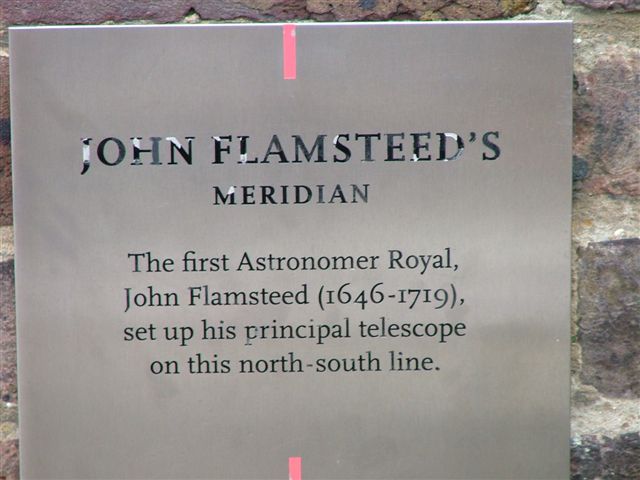 JOHN FLAMSTEED'S
MERIDIAN
The first Astronomer Royal,
John Flamsteed (1646-1719),
set up his principal telescope
on this north-south line.